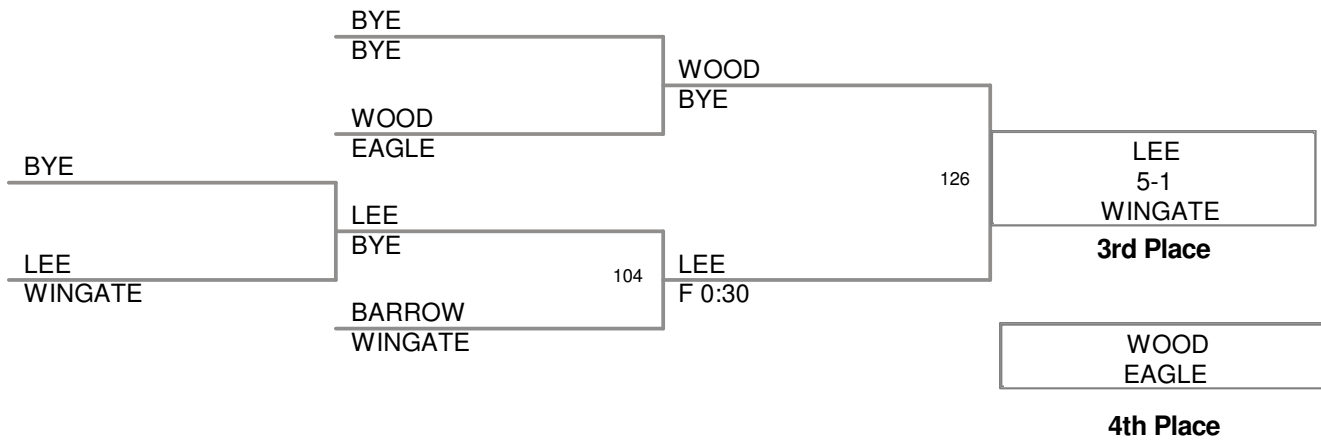 BYE
BYE
WOOD
EAGLE
WOOD
BYE
BYE
LEE
WINGATE
LEE
BYE
BARROW
WINGATE
104
LEE
F 0:30
126
LEE
5-1
WINGATE
3rd Place
WOOD
EAGLE
4th Place